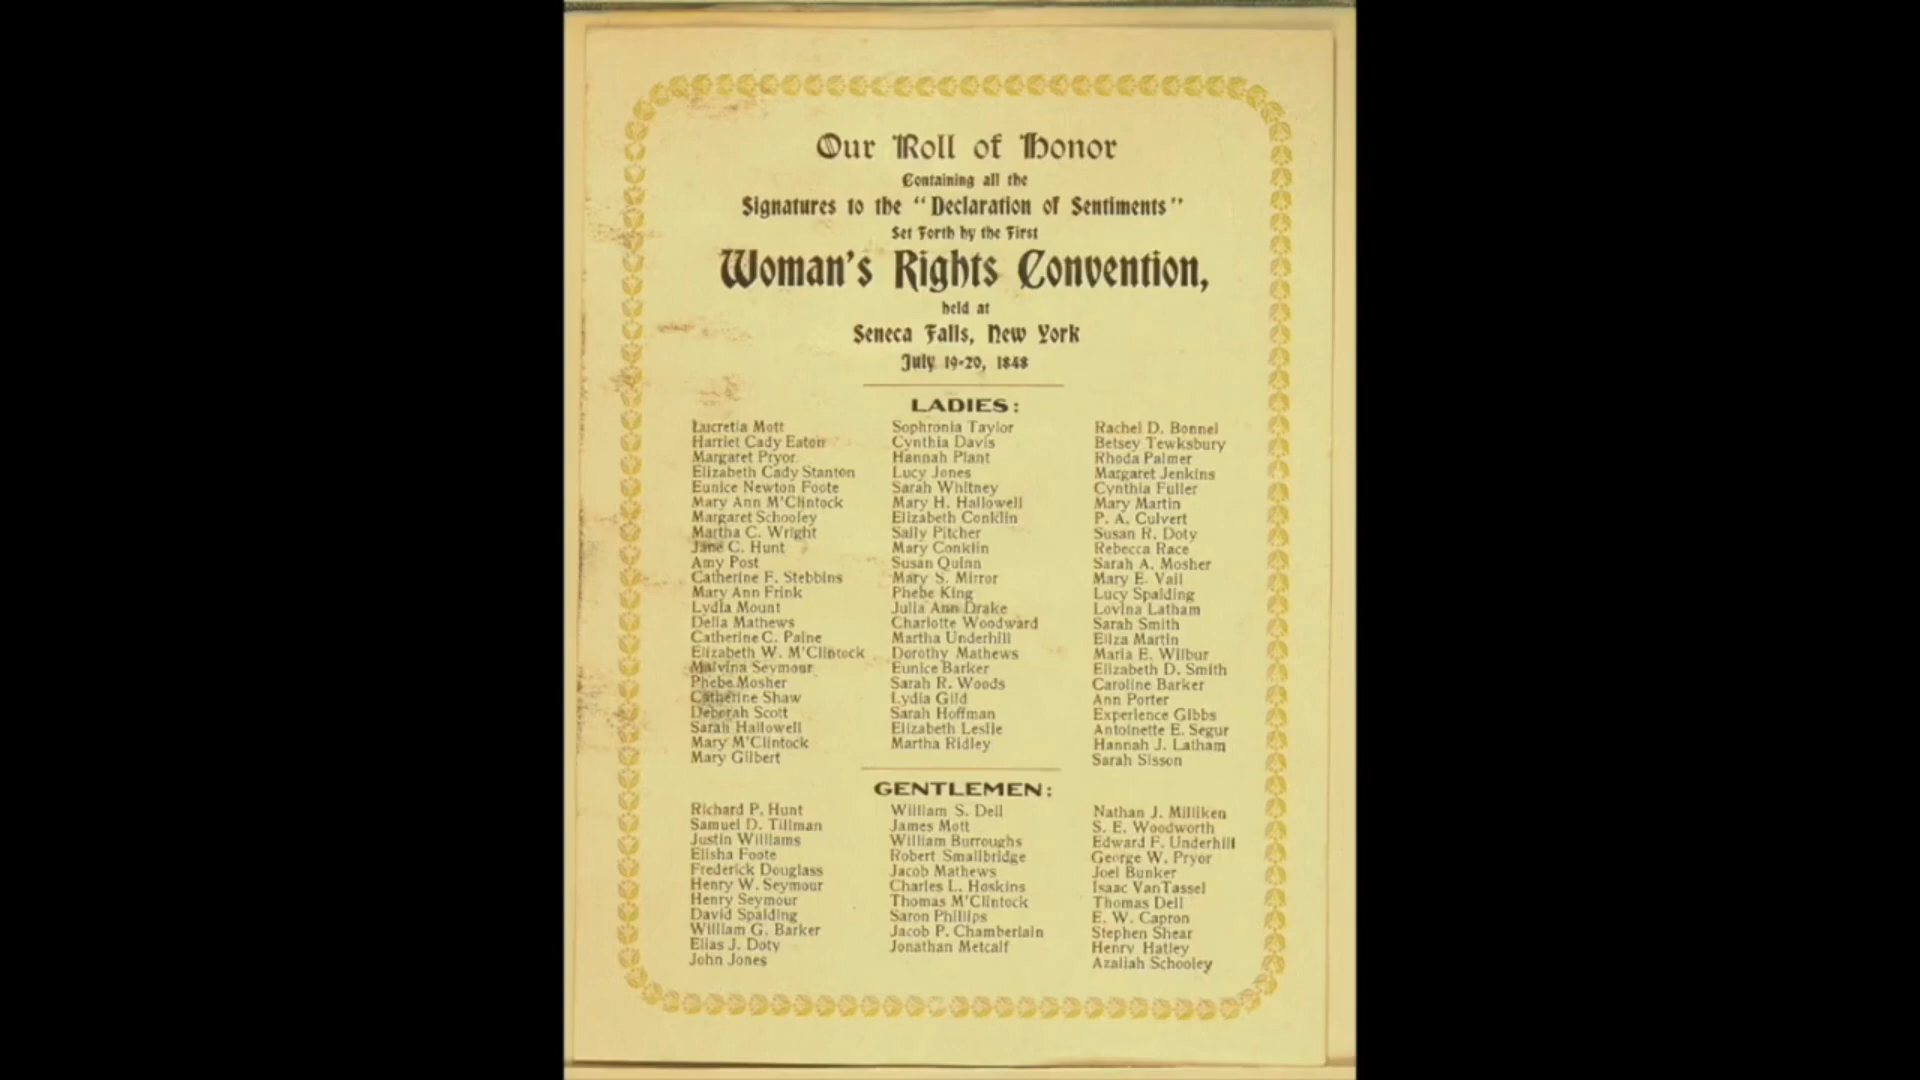 Our Roll of Honor
Containing all the
Signatures to the "Declaration of Sentiments"
Set Forth by the First
Woman's Rights Convention,
held at
Seneca Falls, New York
July 19-20, 1848
LADIES:
Lucretia Mott
Harriet Cady Eaton
Margaret Pryor
Elizabeth Cady Stanton
Eunice Newton Foote
Mary Ann M'Clintock
Margaret Schooley
Martha C. Wright
Jane C. Hunt
Amy Post
Catherine F. Stebbins
Mary Ann Frink
Lydia Mount
Delia Mathews
Catherine C. Paine
Elizabeth W. M'Clintock
Malvina Seymour
Phebe Mosher
Catherine Shaw
Deborah Scott
Sarah Hallowell
Mary M'Clintock
Mary Gilbert
Sophronia Taylor
Cynthia Davis
Hannah Plant
Lucy Jones
Sarah Whitney
Mary H. Hallowell
Elizabeth Conklin
Sally Pitcher
Mary Conklin
Susan Quinn
Mary S. Mirror
Phebe King
Julia Ann Drake
Charlotte Woodward
Martha Underhill
Dorothy Mathews
Eunice Barker
Sarah R. Woods
Lydia Gild
Sarah Hoffman
Elizabeth Leslie
Martha Ridley
Rachel D. Bonnel
Betsey Tewksbury
Rhoda Palmer
Margaret Jenkins
Cynthia Fuller
Mary Martin
P. A. Culvert
Susan R. Doty
Rebecca Race
Sarah A. Mosher
Mary E. Vail
Lucy Spalding
Lovina Latham
Sarah Smith
Eliza Martin
Maria E. Wilbur
Elizabeth D. Smith
Caroline Barker
Ann Porter
Experience Gibbs
Antoinette E. Segur
Hannah J. Latham
Sarah Sisson
GENTLEMEN:
Richard P. Hunt
Samuel D. Tillman
Justin Williams
Elisha Foote
Frederick Douglass
Henry W. Seymour
Henry Seymour
David Spalding
William G. Barker
Elias J. Doty
John Jones
William S. Dell
James Mott
William Burroughs
Robert Smallbridge
Jacob Mathews
Charles L. Hoskins
Thomas M'Clintock
Saron Phillips
Jacob P. Chamberlain
Jonathan Metcalf
Nathan J. Milliken
S. E. Woodworth
Edward F. Underhill
George W. Pryor
Joel Bunker
Isaac VanTassel
Thomas Dell
E. W. Capron
Stephen Shear
Henry Hatley
Azaliah Schooley